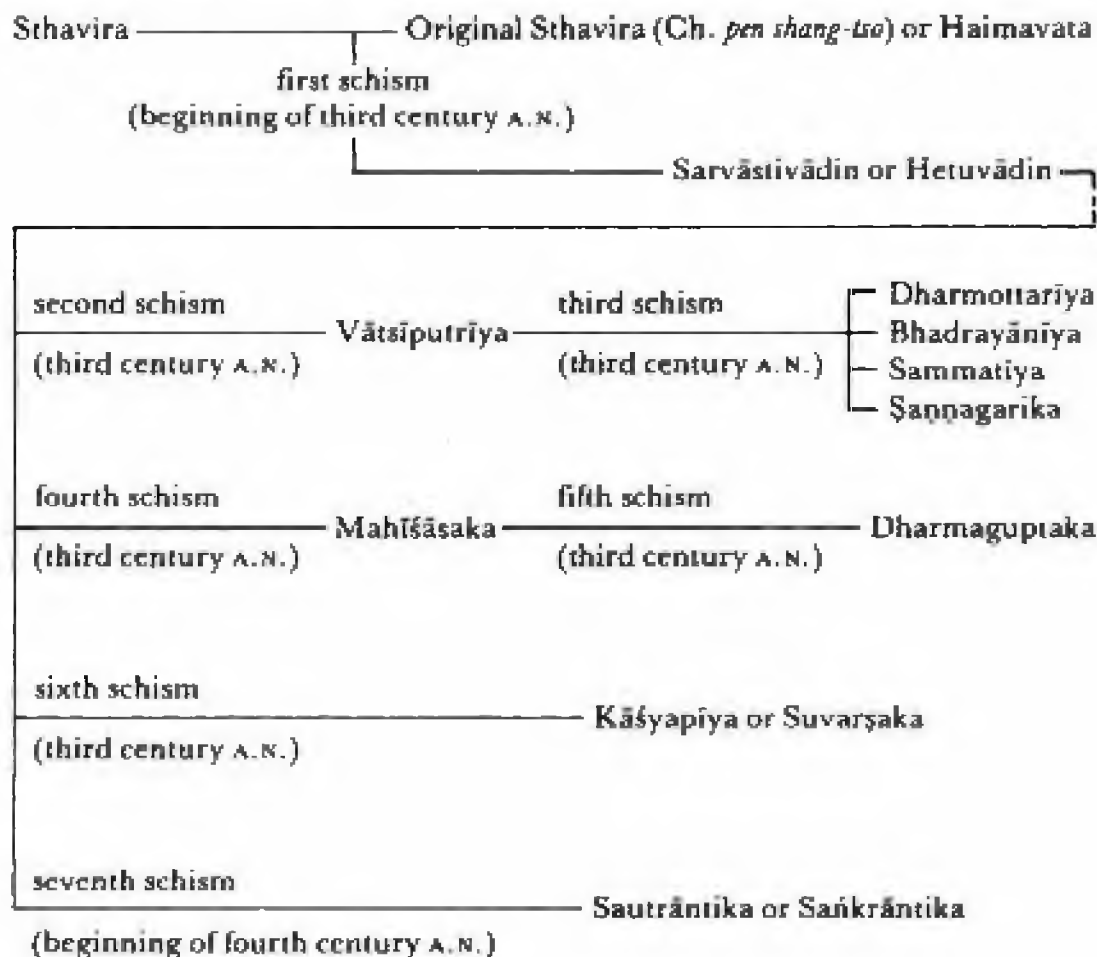 Sthavira Original Sthavira (Ch. pen shang-tso) or Haimavata
first schism
(beginning of third century A.N.)
Sarvāstivādin or Hetuvādin
second schism third schism Dharmottarīya
Vātsīputrīya Bhadrayānīya
(third century A.N.) (third century A.N.) Sammatīya
Ṣaṇṇagarika
fourth schism fifth schism
Mahīśāsaka Dharmaguptaka
(third century A.N.) (third century A.N.)
sixth schism
Kāśyapīya or Suvarṣaka
(third century A.N.)
seventh schism
Sautrāntika or Saṅkrāntika
(beginning of fourth century A.N.)